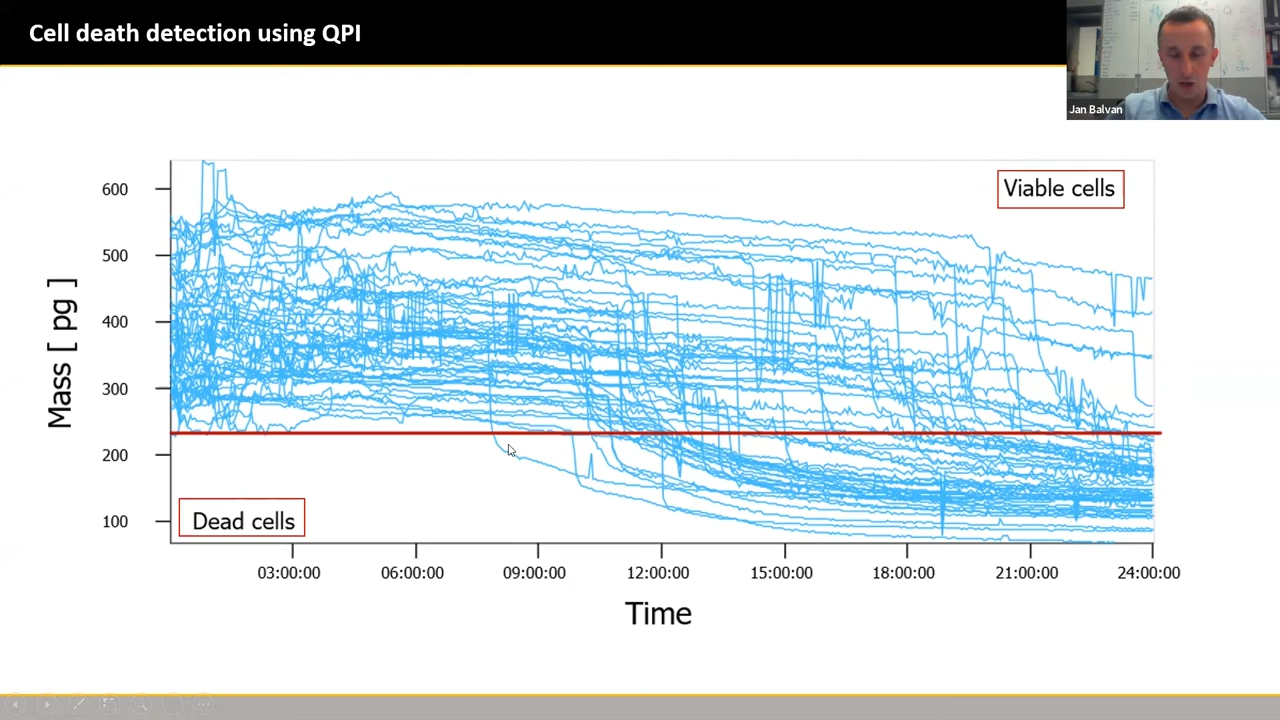 Cell death detection using QPI
Jan Balvan
Viable cells
600
500
400
300
200
100
Mass [ pg ]
Dead cells
03:00:00 06:00:00 09:00:00 12:00:00 15:00:00 18:00:00 21:00:00 24:00:00
Time